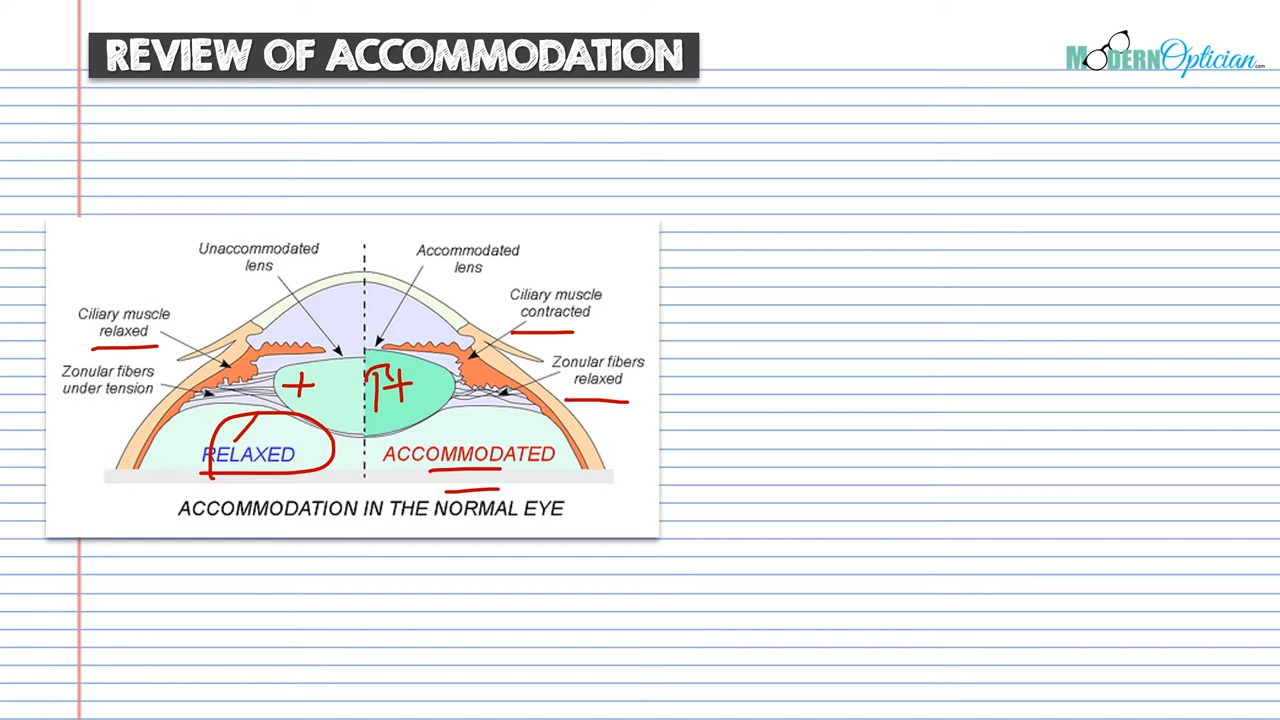 REVIEW OF ACCOMMODATION
MODERNOptician.com
Unaccommodated
lens
Accommodated
lens
Ciliary muscle
relaxed
Ciliary muscle
contracted
Zonular fibers
under tension
Zonular fibers
relaxed
+
↑+
RELAXED
ACCOMMODATED
ACCOMMODATION IN THE NORMAL EYE